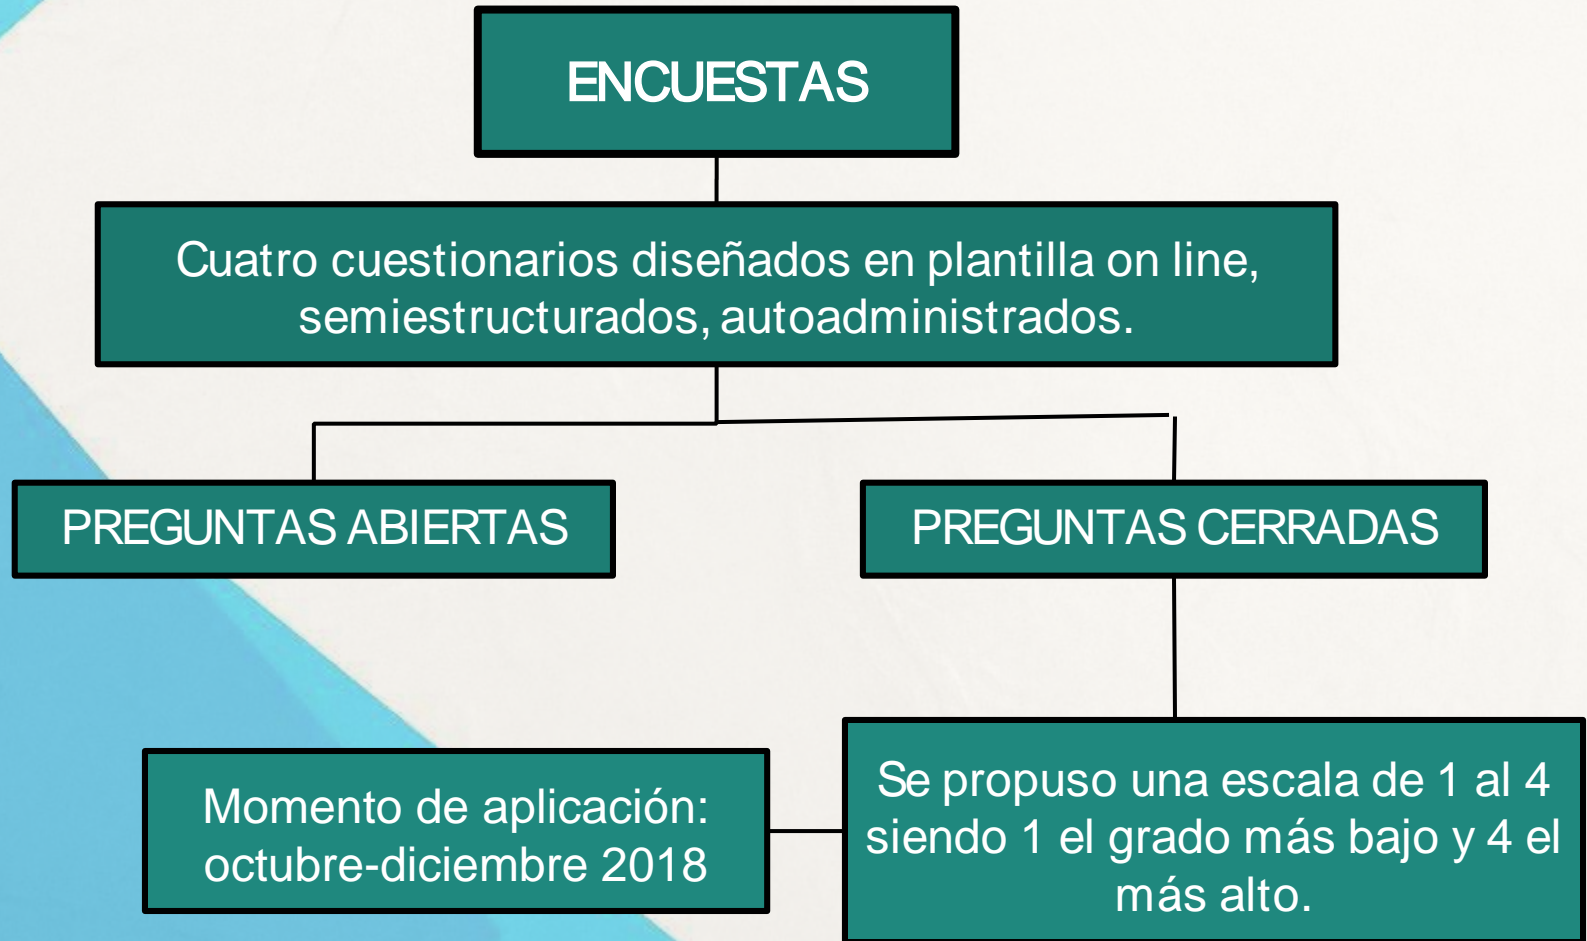 ENCUESTAS
Cuatro cuestionarios diseñados en plantilla on line,
semiestructurados, autoadministrados.
PREGUNTAS ABIERTAS
PREGUNTAS CERRADAS
Momento de aplicación:
octubre-diciembre 2018
Se propuso una escala de 1 al 4
siendo 1 el grado más bajo y 4 el
más alto.